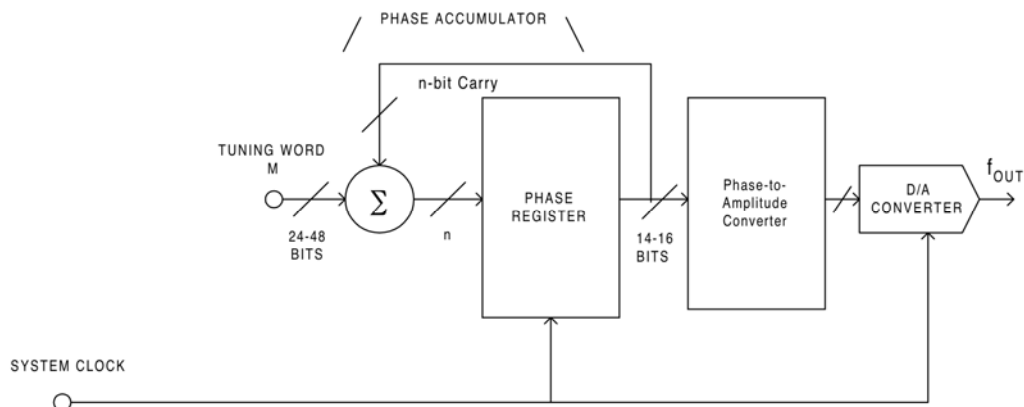 PHASE ACCUMULATOR
n-bit Carry
TUNING WORD
M
Σ
24-48
BITS
n
PHASE
REGISTER
14-16
BITS
Phase-to-
Amplitude
Converter
D/A
CONVERTER
fOUT
SYSTEM CLOCK